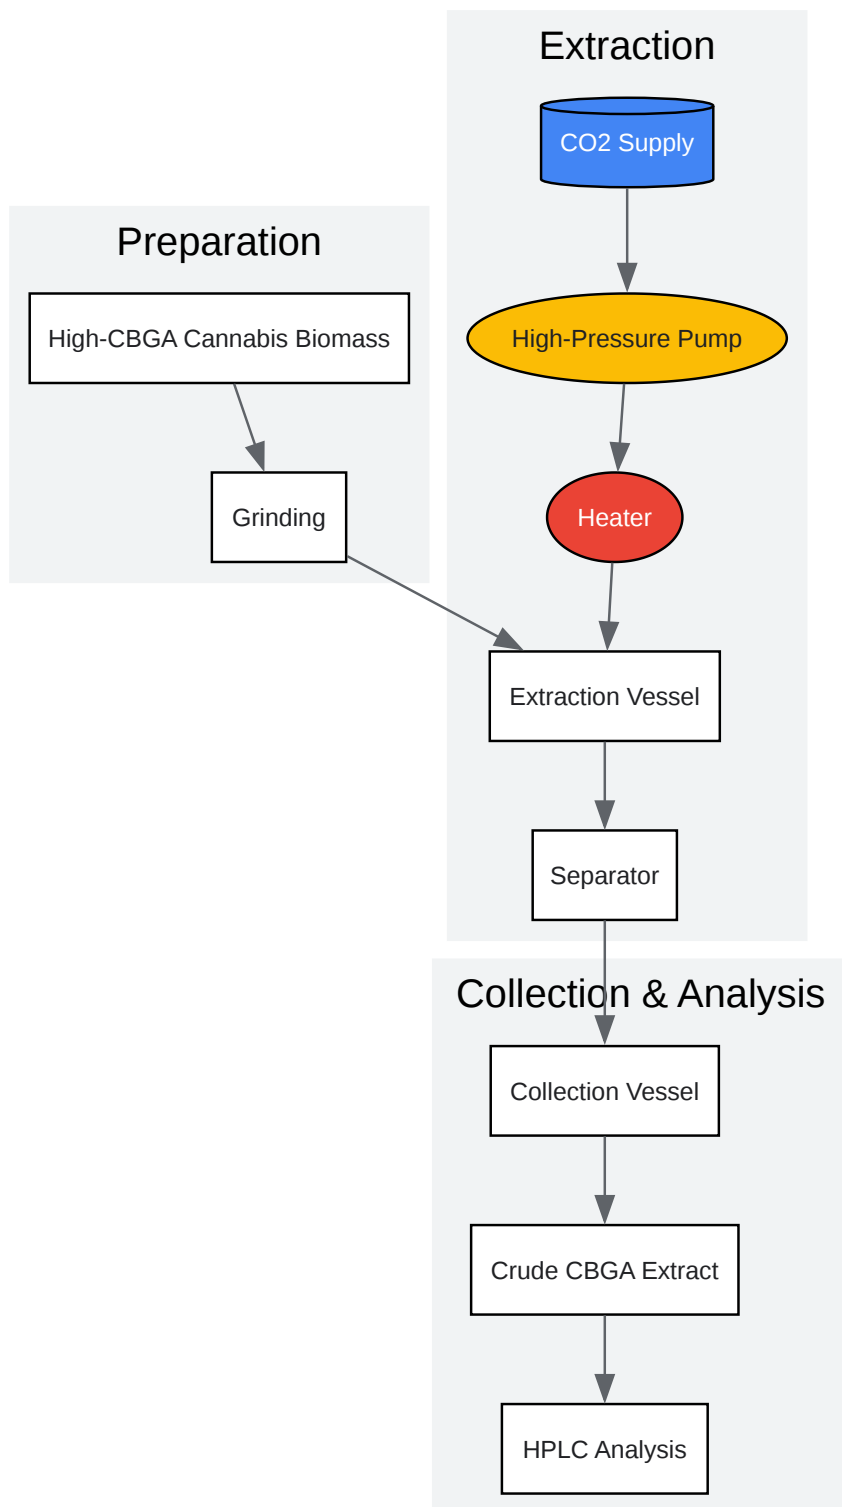 Extraction
CO2 Supply
Preparation
High-CBGA Cannabis Biomass
High-Pressure Pump
Grinding
Heater
Extraction Vessel
Separator
Collection & Analysis
Collection Vessel
Crude CBGA Extract
HPLC Analysis